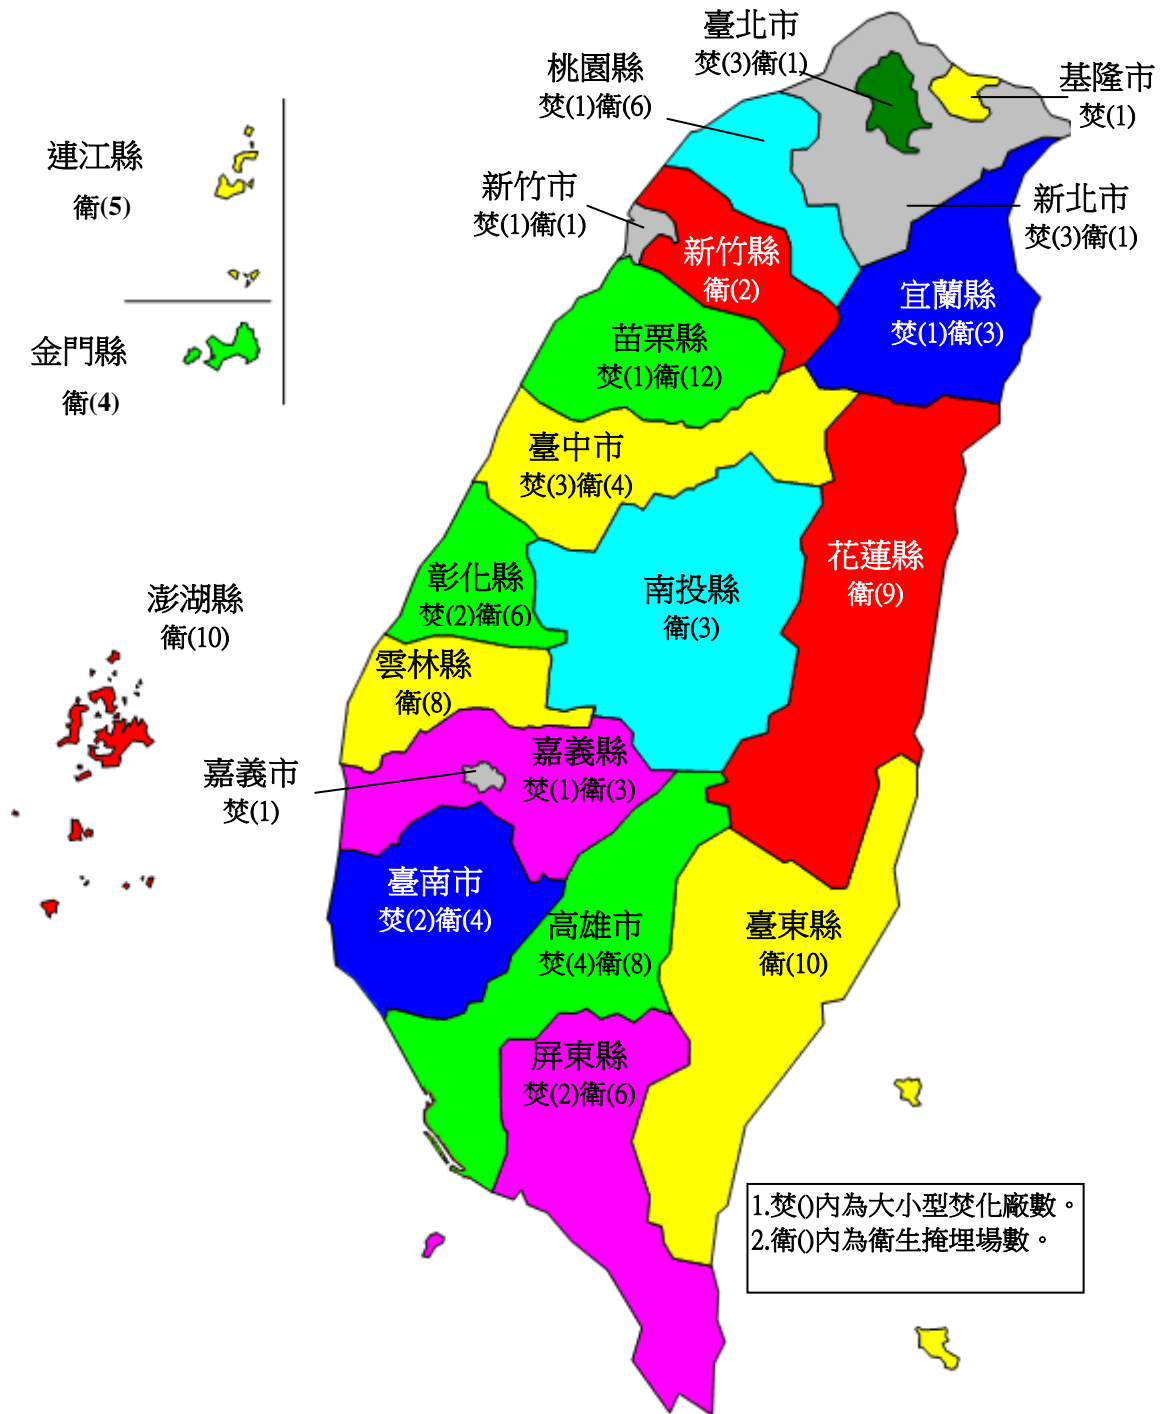 臺北市
焚(3)衛(1)
桃園縣
焚(1)衛(6)
基隆市
焚(1)
連江縣
衛(5)
新竹市
焚(1)衛(1)
新北市
焚(3)衛(1)
新竹縣
衛(2)
宜蘭縣
焚(1)衛(3)
金門縣
衛(4)
苗栗縣
焚(1)衛(12)
臺中市
焚(3)衛(4)
花蓮縣
衛(9)
彰化縣
焚(2)衛(6)
南投縣
衛(3)
澎湖縣
衛(10)
雲林縣
衛(8)
嘉義縣
焚(1)衛(3)
嘉義市
焚(1)
臺南市
焚(2)衛(4)
高雄市
焚(4)衛(8)
臺東縣
衛(10)
屏東縣
焚(2)衛(6)
1.焚()內為大小型焚化廠數。
2.衛()內為衛生掩埋場數。